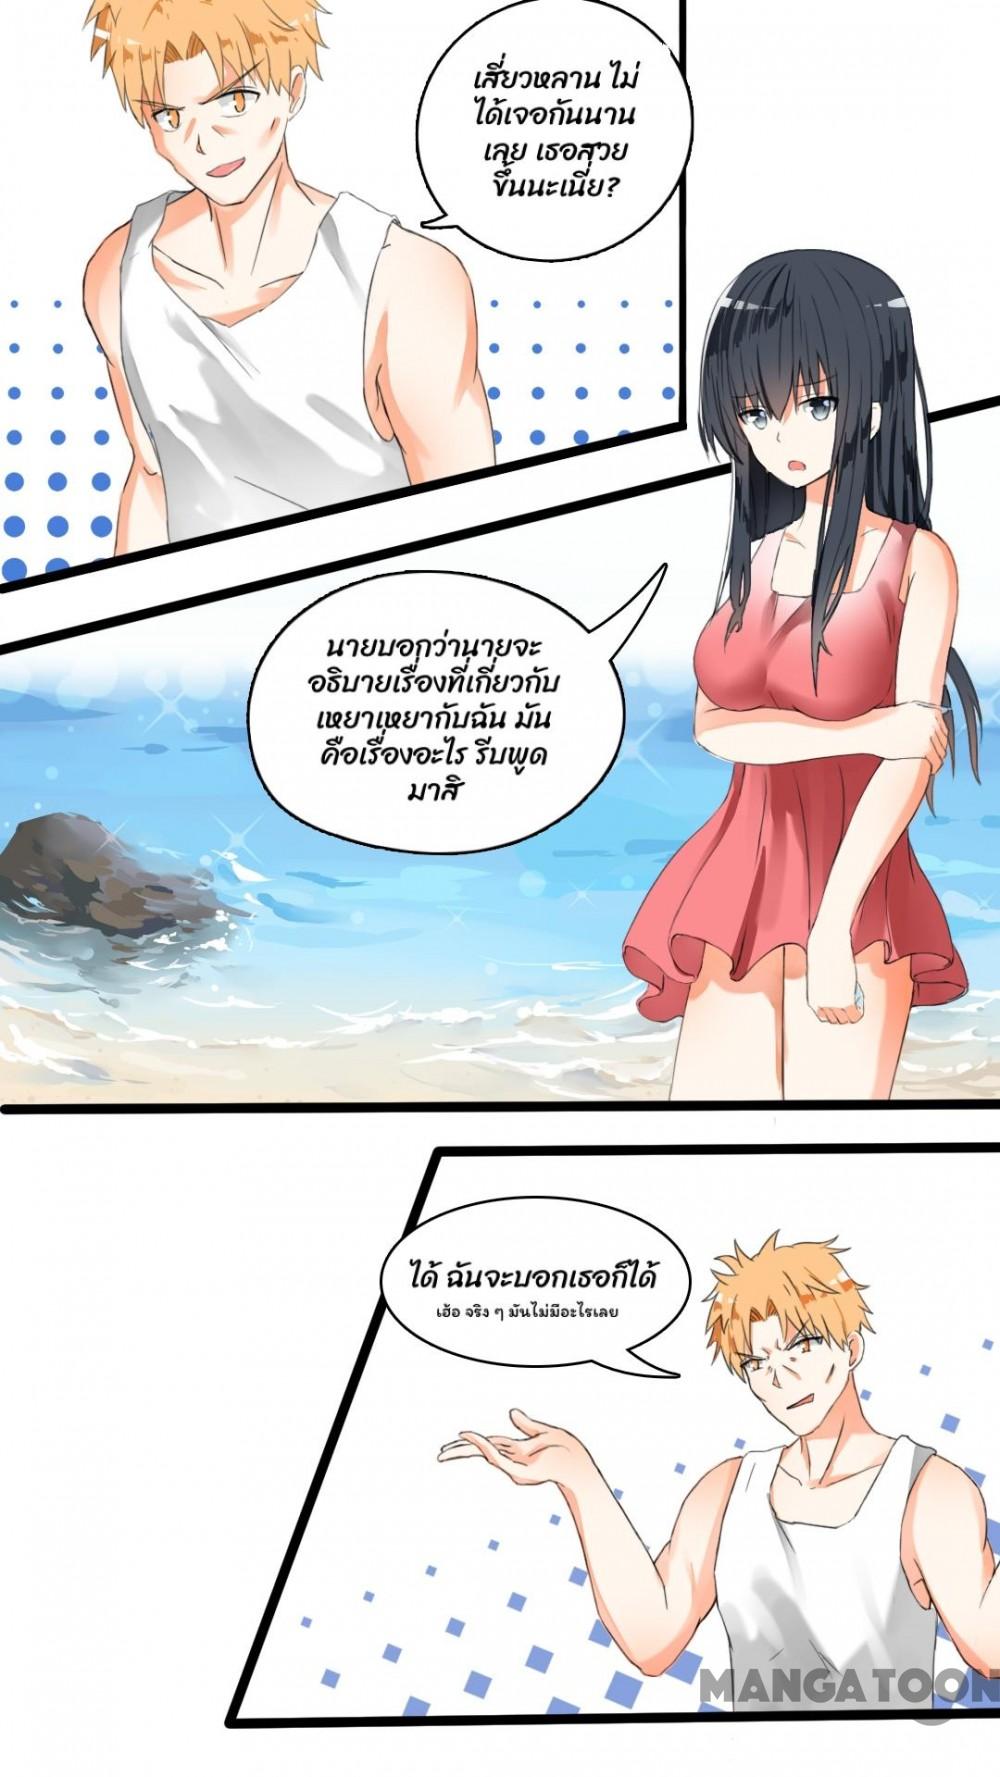 เสี่ยวหลาน ไม่
ได้เจอกันนาน
เลย เธอสวย
ขึ้นนะเนี่ย?
นายบอกว่านายจะ
อธิบายเรื่องที่เกี่ยวกับ
เหยาเหยากับฉัน มัน
คือเรื่องอะไร รีบพูด
มาสิ
ได้ ฉันจะบอกเธอก็ได้
เฮ้อ จริง ๆ มันไม่มีอะไรเลย
MANGATOON